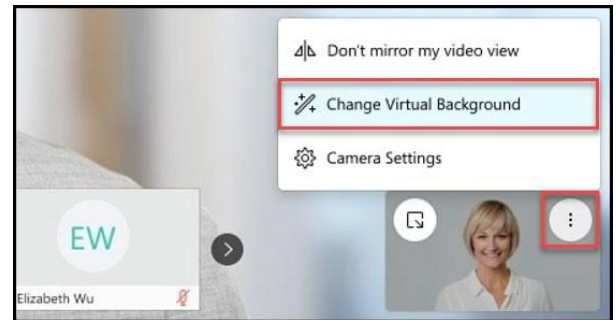 Don't mirror my video view
Change Virtual Background
Camera Settings
EW
Elizabeth Wu